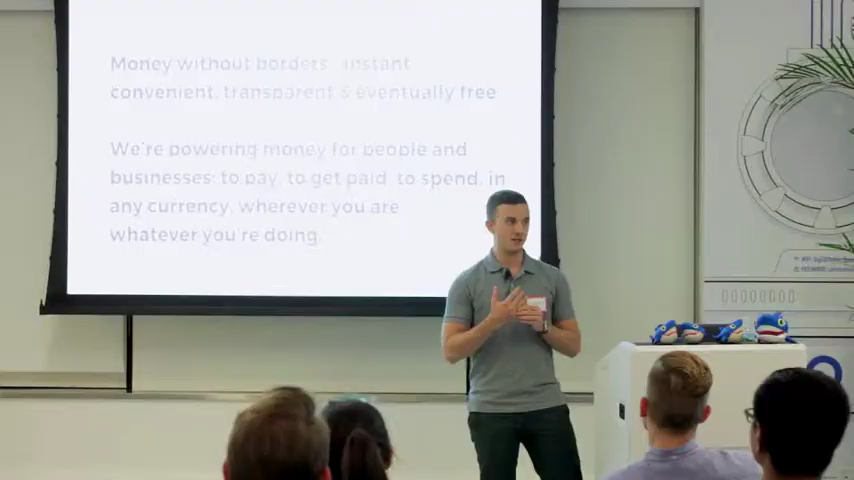 Money without borders instant
convenient, transparent & eventually free
We're powering money for people and
businesses: to pay, to get paid, to spend, in
any currency, wherever you are
whatever you're doing.